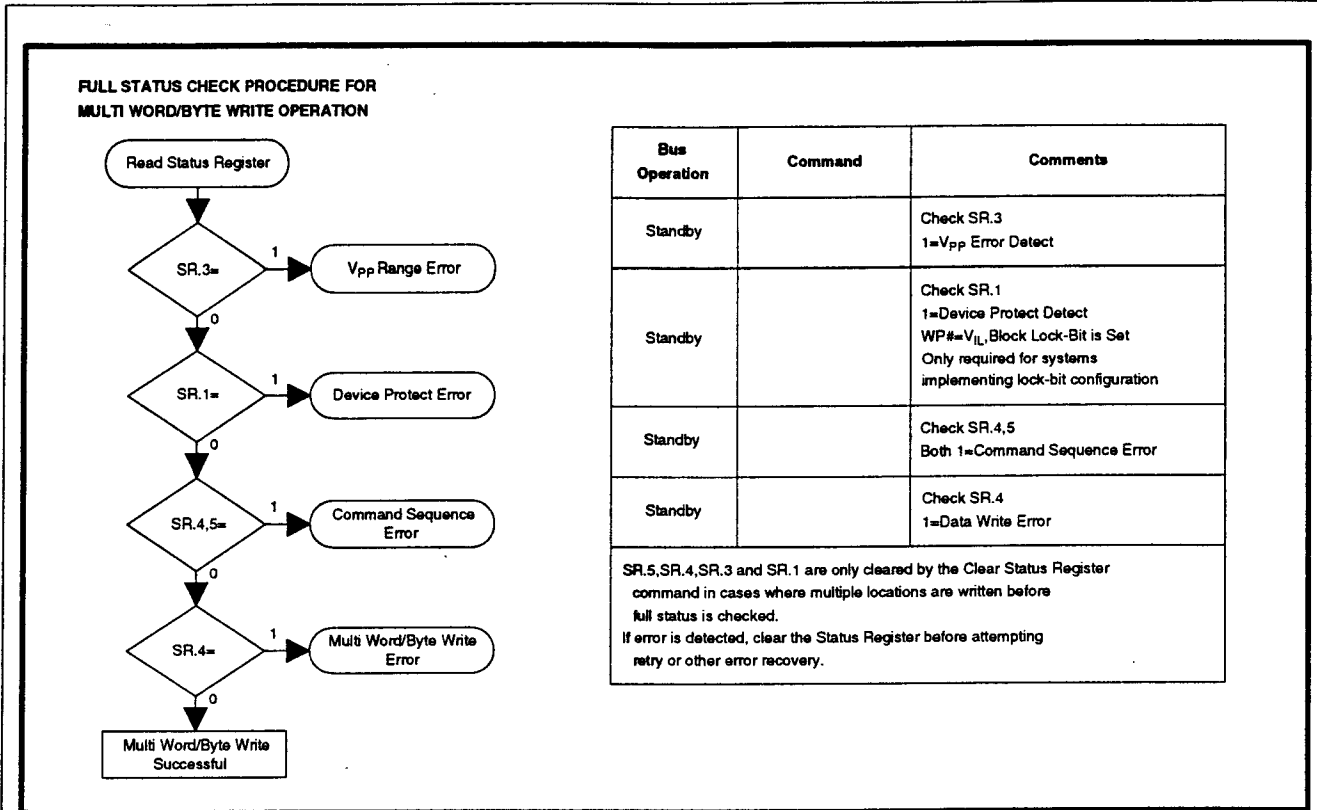 FULL STATUS CHECK PROCEDURE FOR
MULTI WORD/BYTE WRITE OPERATION
Read Status Register
SR.3=
1
VPP Range Error
0
SR.1=
1
Device Protect Error
0
SR.4,5=
1
Command Sequence
Error
0
SR.4=
1
Multi Word/Byte Write
Error
0
Multi Word/Byte Write
Successful
Bus
Operation
Command
Comments
Standby
Check SR.3
1=VPP Error Detect
Standby
Check SR.1
1=Device Protect Detect
WP#=VIL,Block Lock-Bit is Set
Only required for systems
implementing lock-bit configuration
Standby
Check SR.4,5
Both 1=Command Sequence Error
Standby
Check SR.4
1=Data Write Error
SR.5,SR.4,SR.3 and SR.1 are only cleared by the Clear Status Register
command in cases where multiple locations are written before
full status is checked.
If error is detected, clear the Status Register before attempting
retry or other error recovery.